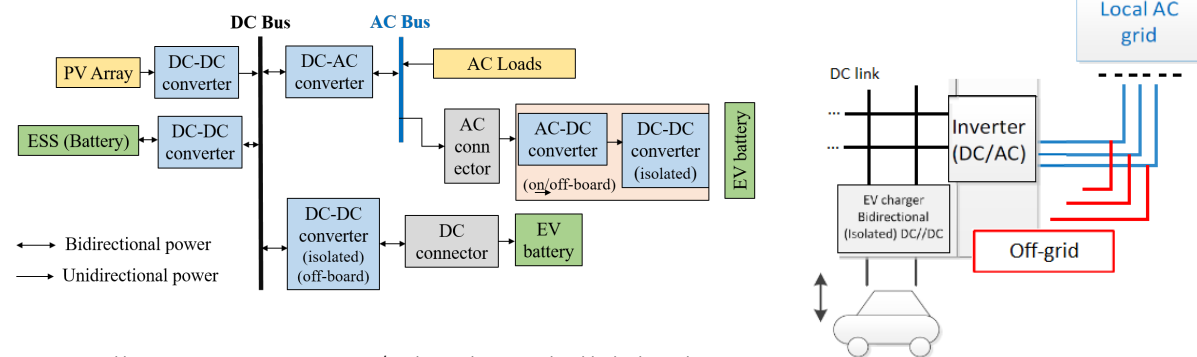 DC Bus
AC Bus
PV Array
DC-DC
converter
DC-AC
converter
AC Loads
ESS (Battery)
DC-DC
converter
AC
conn
ector
AC-DC
converter
DC-DC
converter
(isolated)
(on/off-board)
EV battery
DC-DC
converter
(isolated)
(off-board)
DC
connector
EV
battery
Bidirectional power
Unidirectional power
Local AC
grid
DC link
...
...
Inverter
(DC/AC)
EV charger
Bidirectional
(Isolated) DC//DC
Off-grid